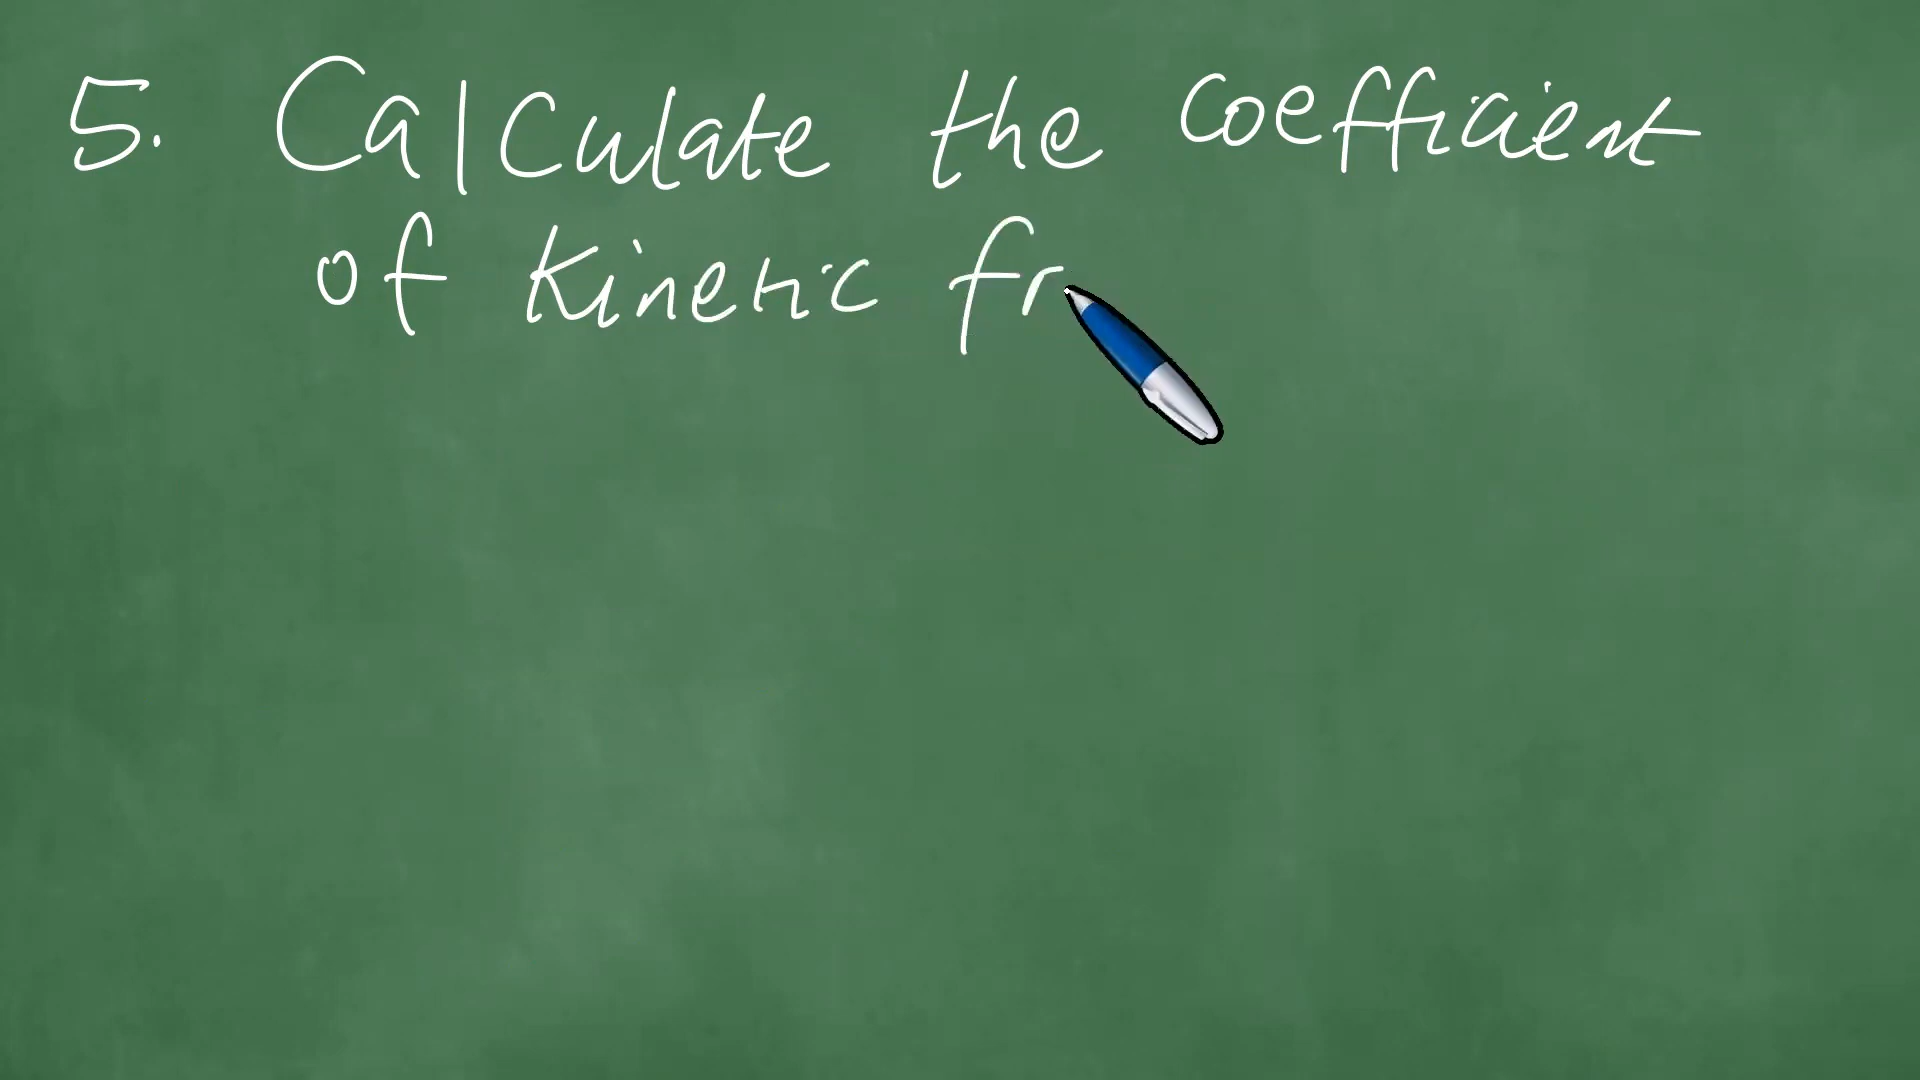 5. Calculate the coefficient
of kinetic fr